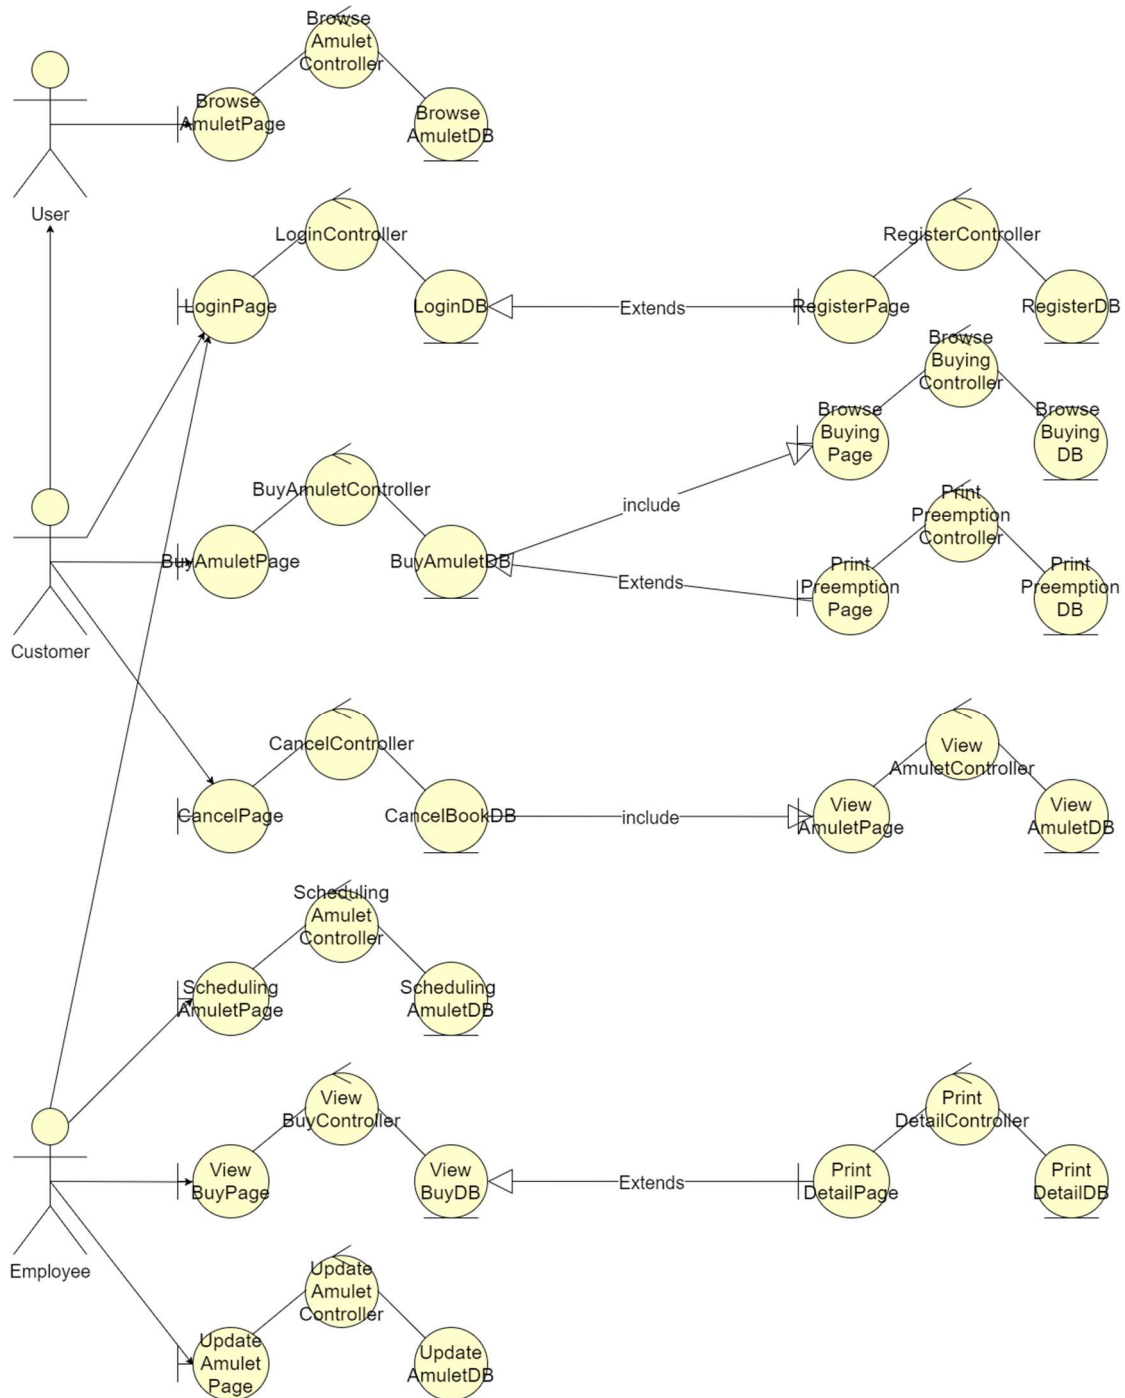 Browse
Amulet
Controller
Browse
AmuletPage
Browse
AmuletDB
User
LoginController
LoginPage
LoginDB
Extends
RegisterController
RegisterPage
RegisterDB
Browse
Buying
Controller
Browse
Buying
Page
Browse
Buying
DB
BuyAmuletController
BuyAmuletPage
BuyAmuletDB
include
Extends
Print
Preemption
Controller
Print
Preemption
Page
Print
Preemption
DB
Customer
CancelController
CancelPage
CancelBookDB
include
View
AmuletController
View
AmuletPage
View
AmuletDB
Scheduling
Amulet
Controller
Scheduling
AmuletPage
Scheduling
AmuletDB
View
BuyController
View
BuyPage
View
BuyDB
Extends
Print
DetailController
Print
DetailPage
Print
DetailDB
Employee
Update
Amulet
Controller
Update
Amulet
Page
Update
AmuletDB